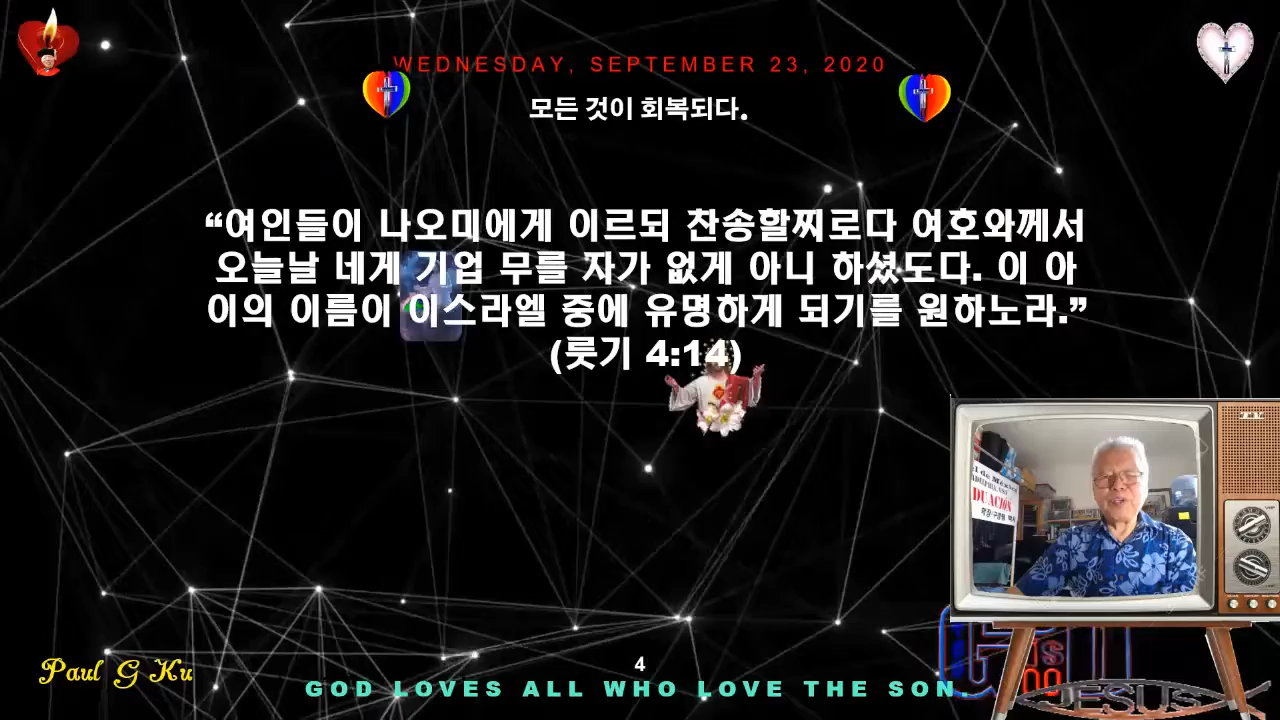 WEDNESDAY, SEPTEMBER 23, 2020
모든 것이 회복되다.
“여인들이 나오미에게 이르되 찬송할찌로다 여호와께서
오늘날 네게 기업 무를 자가 없게 아니 하셨도다. 이 아
이의 이름이 이스라엘 중에 유명하게 되기를 원하노라.”
(룻기 4:14)
DUACIÓN
Paul G Ku
4
GOD LOVES ALL WHO LOVE THE SON.
JESUS